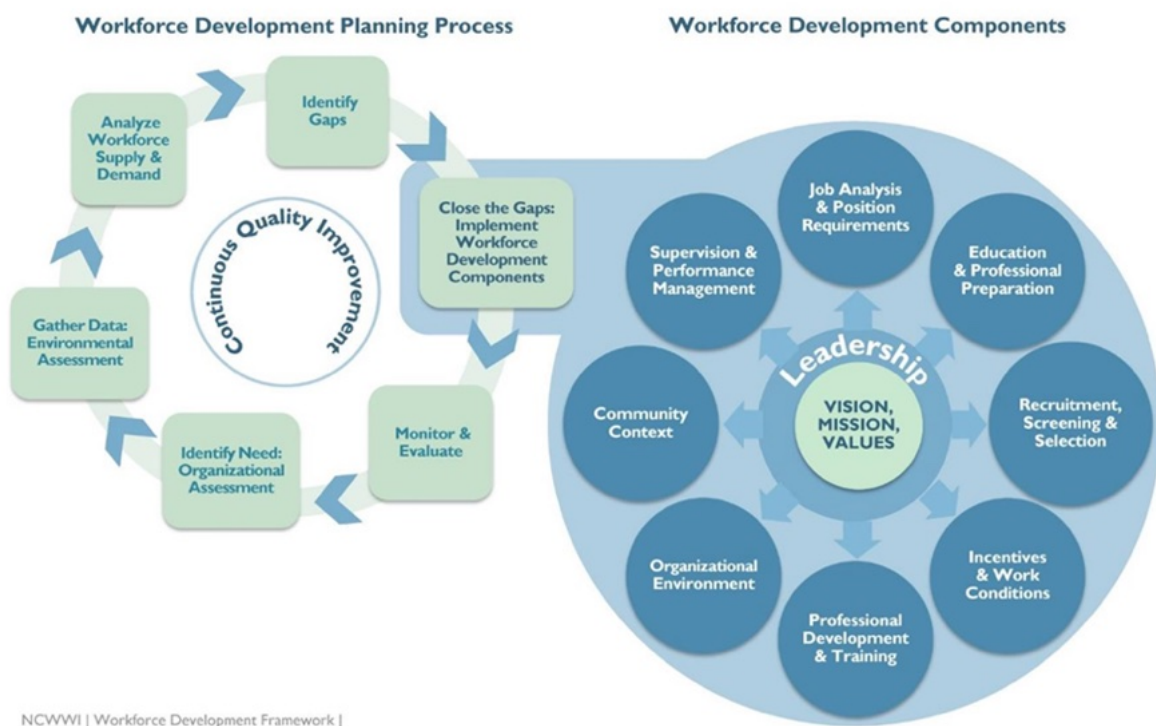 Workforce Development Planning Process
Workforce Development Components
Identify
Gaps
Analyze
Workforce
Supply &
Demand
Close the Gaps:
Implement
Workforce
Development
Components
Continuous Quality Improvement
Gather Data:
Environmental
Assessment
Identify Need:
Organizational
Assessment
Monitor &
Evaluate
Job Analysis
& Position
Requirements
Supervision &
Performance
Management
Education
& Professional
Preparation
Leadership
VISION,
MISSION,
VALUES
Community
Context
Recruitment,
Screening &
Selection
Organizational
Environment
Incentives
& Work
Conditions
Professional
Development
& Training
NCWWI | Workforce Development Framework |